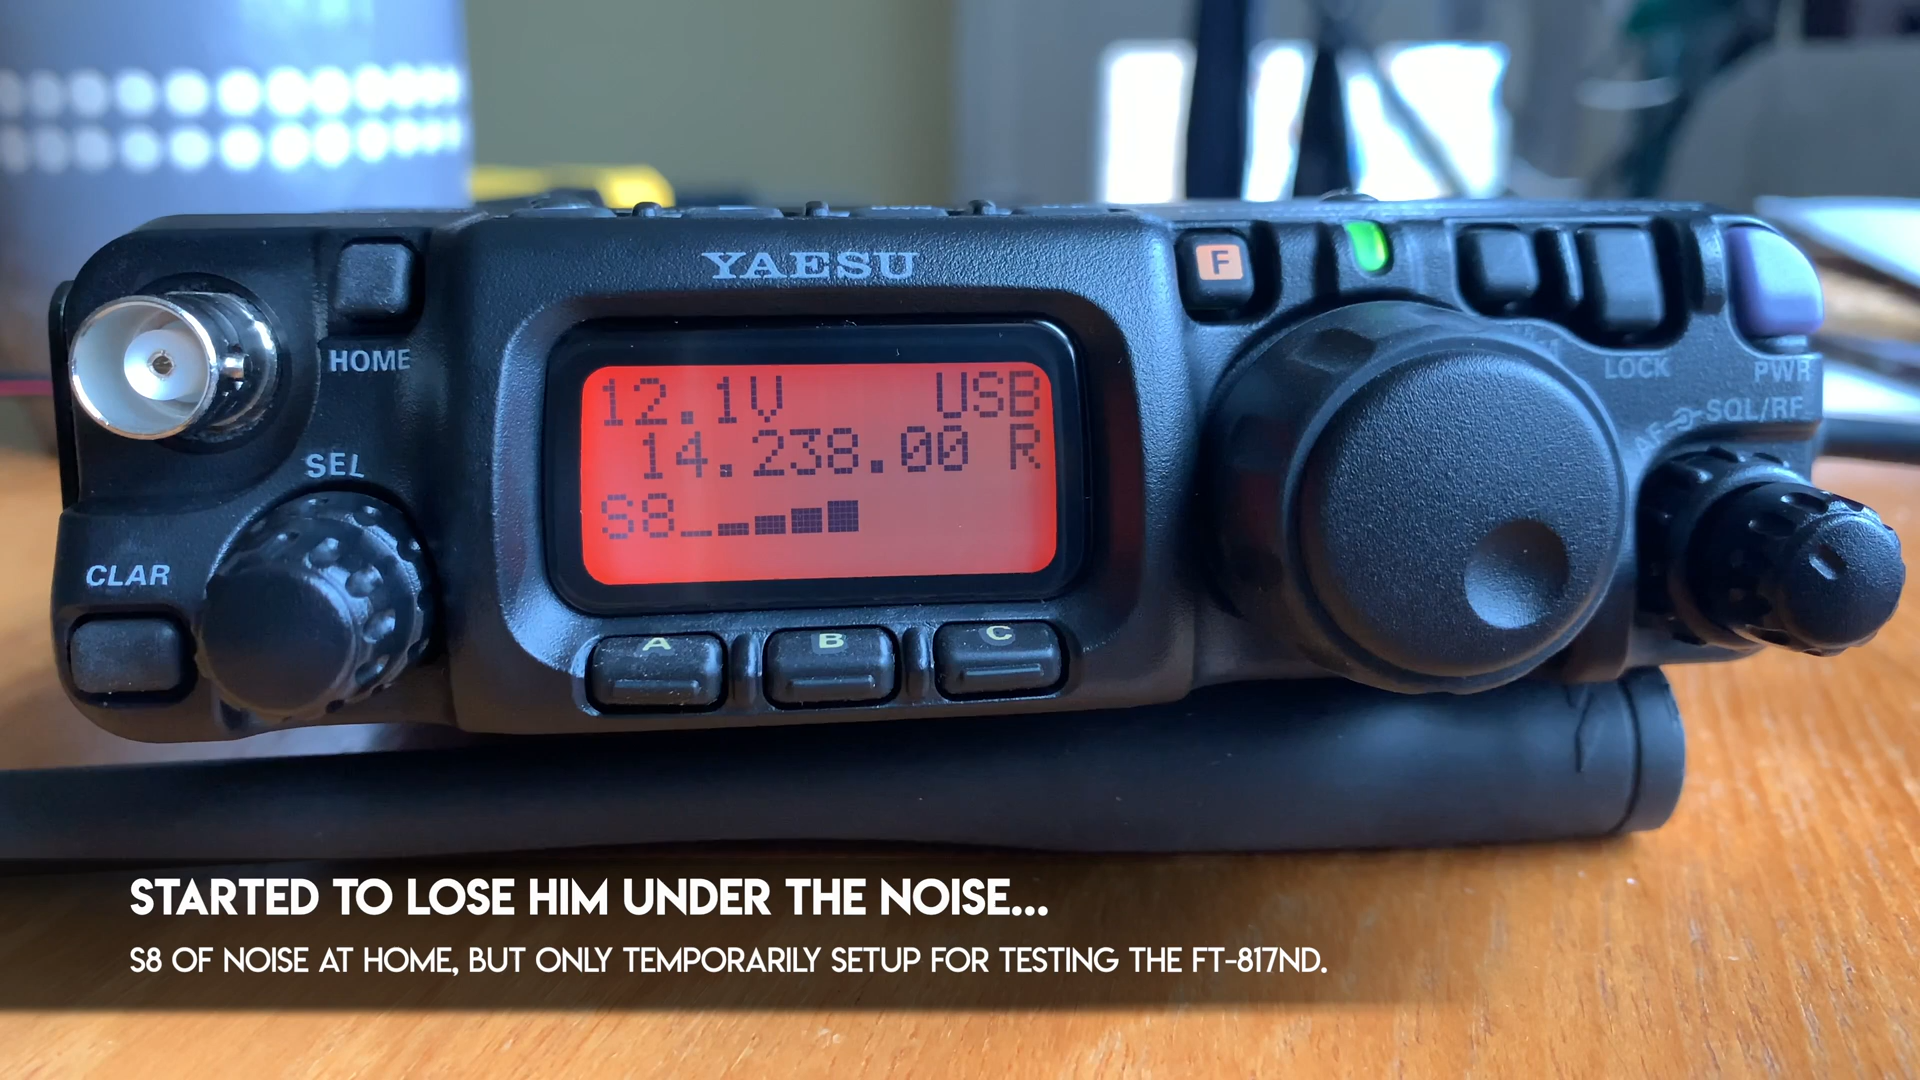 YAESU
F
HOME
LOCK
PWR
AF SQL/RF
12.1V USB
14.238.00 R
S8
SEL
CLAR
A B C
STARTED TO LOSE HIM UNDER THE NOISE...
S8 OF NOISE AT HOME, BUT ONLY TEMPORARILY SETUP FOR TESTING THE FT-817ND.